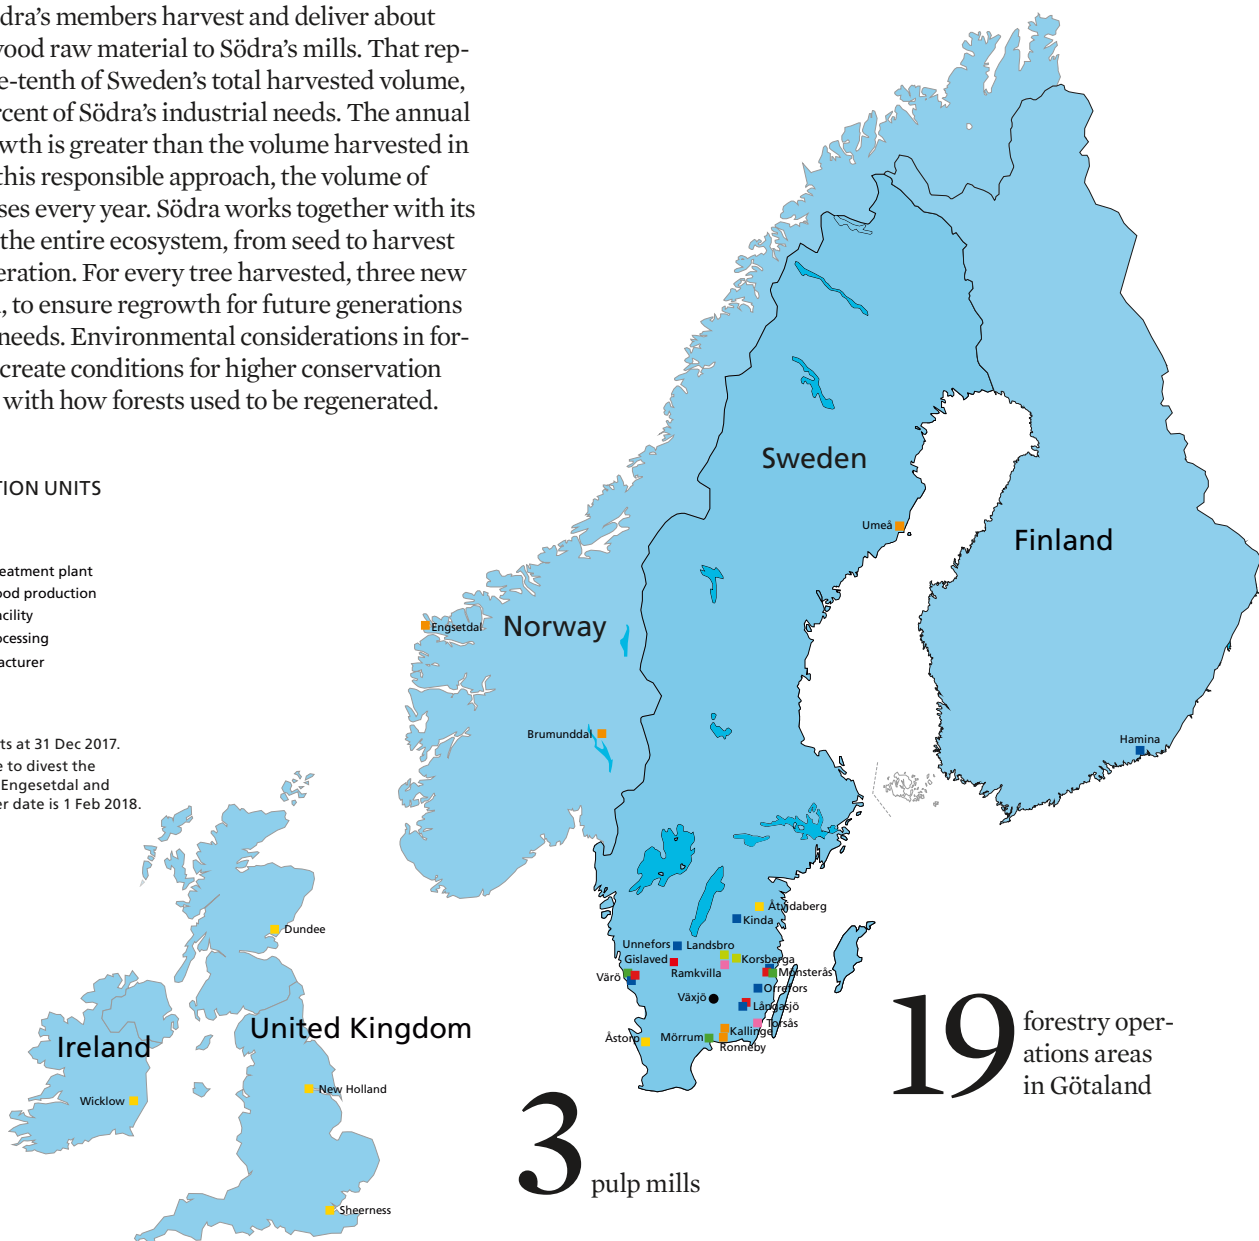 dra’s members harvest and deliver about
ood raw material to Södra’s mills. That rep-
e-tenth of Sweden’s total harvested volume,
rcent of Södra’s industrial needs. The annual
wth is greater than the volume harvested in
this responsible approach, the volume of
ses every year. Södra works together with its
the entire ecosystem, from seed to harvest
eration. For every tree harvested, three new
, to ensure regrowth for future generations
needs. Environmental considerations in for-
create conditions for higher conservation
with how forests used to be regenerated.
TION UNITS
eatment plant
ood production
cility
ocessing
acturer
ts at 31 Dec 2017.
e to divest the
Engesetdal and
er date is 1 Feb 2018.
Sweden
Umeå
Finland
Engsetdal
Norway
Brumunddal
Hamina
Åtvidaberg
Kinda
Dundee
Unnefors
Landsbro
Gislaved
Korsberga
Ramkvilla
Mönsterås
Värö
Orrefors
Växjö
Långasjö
Torsås
Kallinge
Åstorp
Mörrum
Ronneby
United Kingdom
Ireland
New Holland
Wicklow
Sheerness
19
forestry oper-
ations areas
in Götaland
3
pulp mills